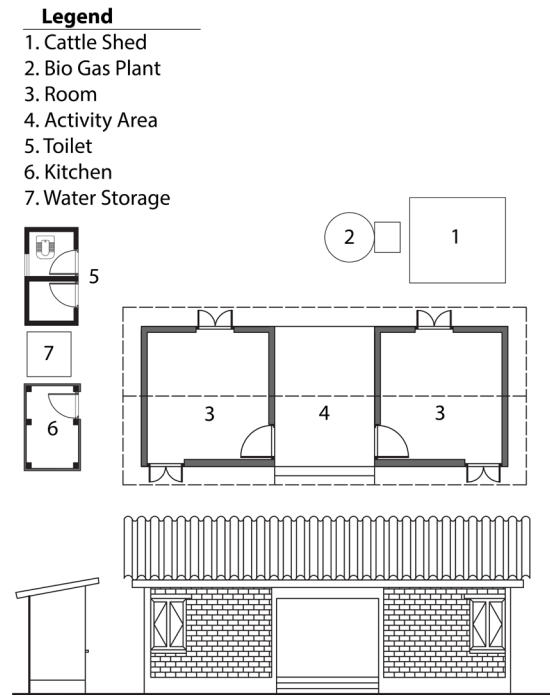 Legend
1. Cattle Shed
2. Bio Gas Plant
3. Room
4. Activity Area
5. Toilet
6. Kitchen
7. Water Storage
2
1
5
7
3
4
3
6